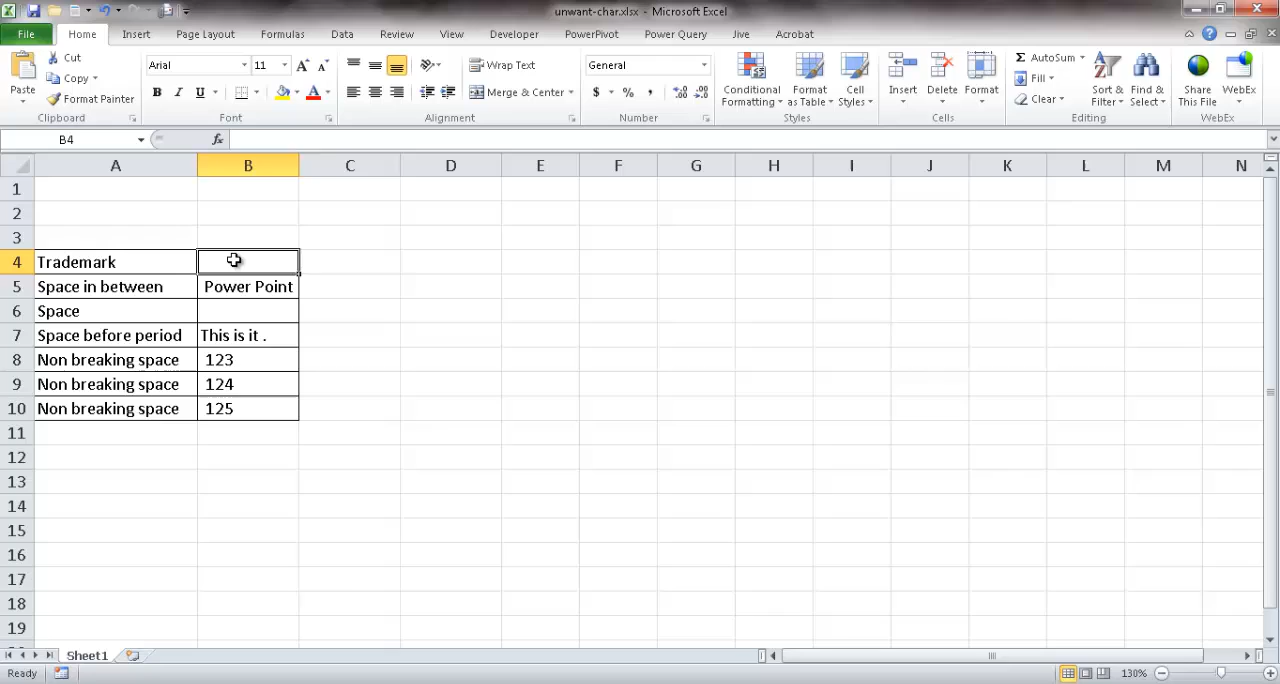 unwant-char.xlsx - Microsoft Excel
File Home Insert Page Layout Formulas Data Review View Developer PowerPivot Power Query Jive Acrobat
Paste
Cut
Copy
Format Painter
Clipboard
Arial 11
Font
Wrap Text
Merge & Center
Alignment
General
$ % ,
Number
Conditional Formatting
Format as Table
Cell Styles
Styles
Insert Delete Format
Cells
AutoSum
Fill
Clear
Sort & Filter
Find & Select
Editing
Share This File
WebEx
WebEx
B4 fx
A B C D E F G H I J K L M N
1
2
3
4 Trademark
5 Space in between Power Point
6 Space
7 Space before period This is it .
8 Non breaking space 123
9 Non breaking space 124
10 Non breaking space 125
11
12
13
14
15
16
17
18
19
Sheet1
Ready 130%